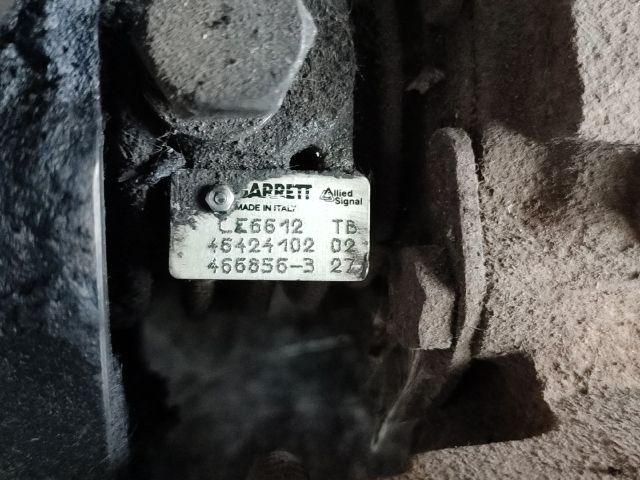 GARRETT Allied Signal
MADE IN ITALY
CE6612 TB
46424102 02
466856-3 27